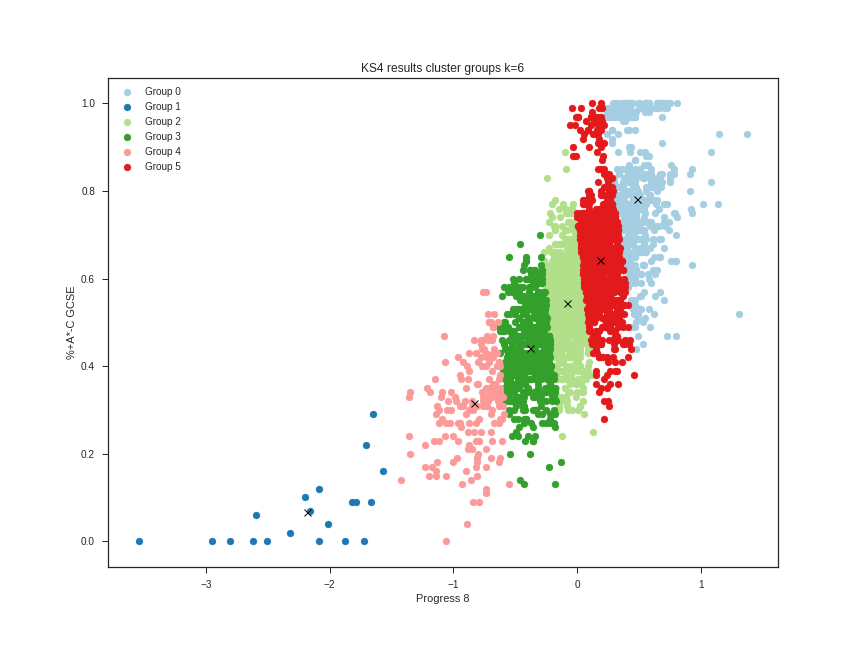 KS4 results cluster groups k=6
Group 0
Group 1
Group 2
Group 3
Group 4
Group 5
1.0
0.8
0.6
0.4
0.2
0.0
%+A*-C GCSE
−3
−2
−1
0
1
Progress 8